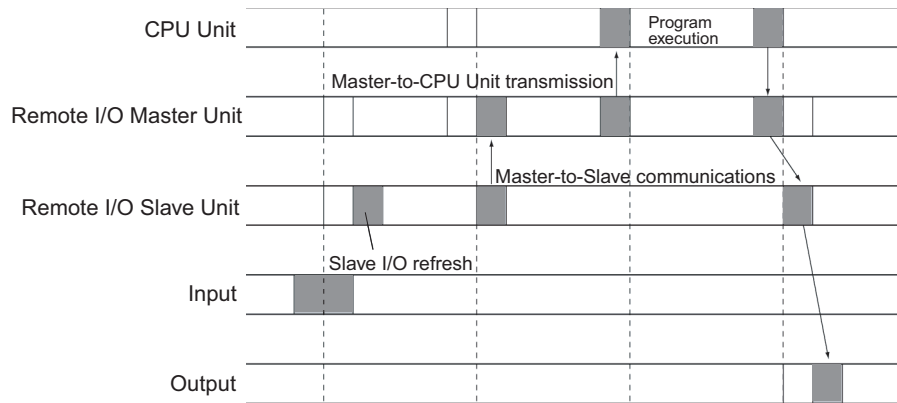 CPU Unit
Program
execution
Master-to-CPU Unit transmission
Remote I/O Master Unit
Master-to-Slave communications
Remote I/O Slave Unit
Slave I/O refresh
Input
Output